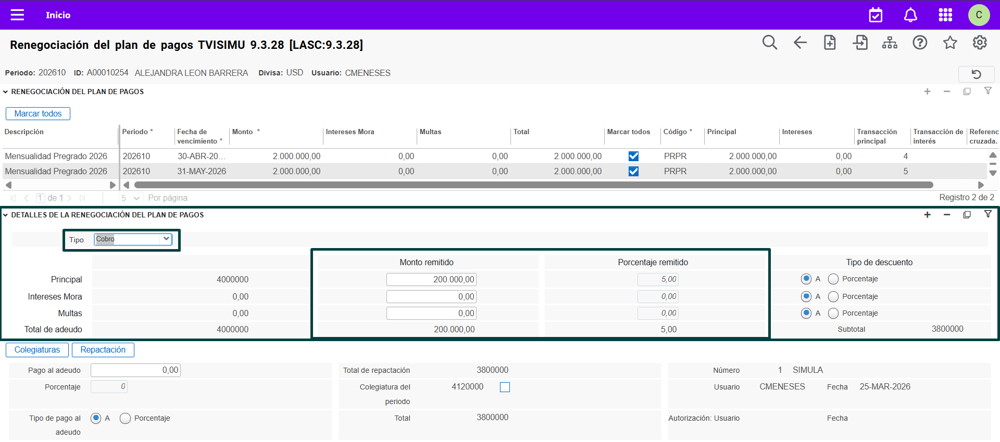 Inicio
C
Renegociación del plan de pagos TVISIMU 9.3.28 [LASC:9.3.28]
Periodo: 202610 ID: A00010254 ALEJANDRA LEON BARRERA Divisa: USD Usuario: CMENESES
RENEGOCIACIÓN DEL PLAN DE PAGOS
Marcar todos
Descripción Periodo * Fecha de vencimiento * Monto * Intereses Mora Multas Total Marcar todos Código * Principal Intereses Transacción principal Transacción de interés Referenc cruzada.
Mensualidad Pregrado 2026 202610 30-ABR-20... 2.000.000,00 0,00 0,00 2.000.000,00 PRPR 2.000.000,00 0,00 4
Mensualidad Pregrado 2026 202610 31-MAY-2026 2.000.000,00 0,00 0,00 2.000.000,00 PRPR 2.000.000,00 0,00 5
1 de 1 5 Por página Registro 2 de 2
DETALLES DE LA RENEGOCIACIÓN DEL PLAN DE PAGOS
Tipo Cobro
Monto remitido Porcentaje remitido Tipo de descuento
Principal 4000000 200.000,00 5,00 A Porcentaje
Intereses Mora 0,00 0,00 0,00 A Porcentaje
Multas 0,00 0,00 0,00 A Porcentaje
Total de adeudo 4000000 200.000,00 5,00 Subtotal 3800000
Colegiaturas Repactación
Pago al adeudo 0,00 Total de repactación 3800000 Número 1 SIMULA
Porcentaje 0 Colegiatura del periodo 4120000 Usuario CMENESES Fecha 25-MAR-2026
Tipo de pago al adeudo A Porcentaje Total 3800000 Autorización: Usuario Fecha